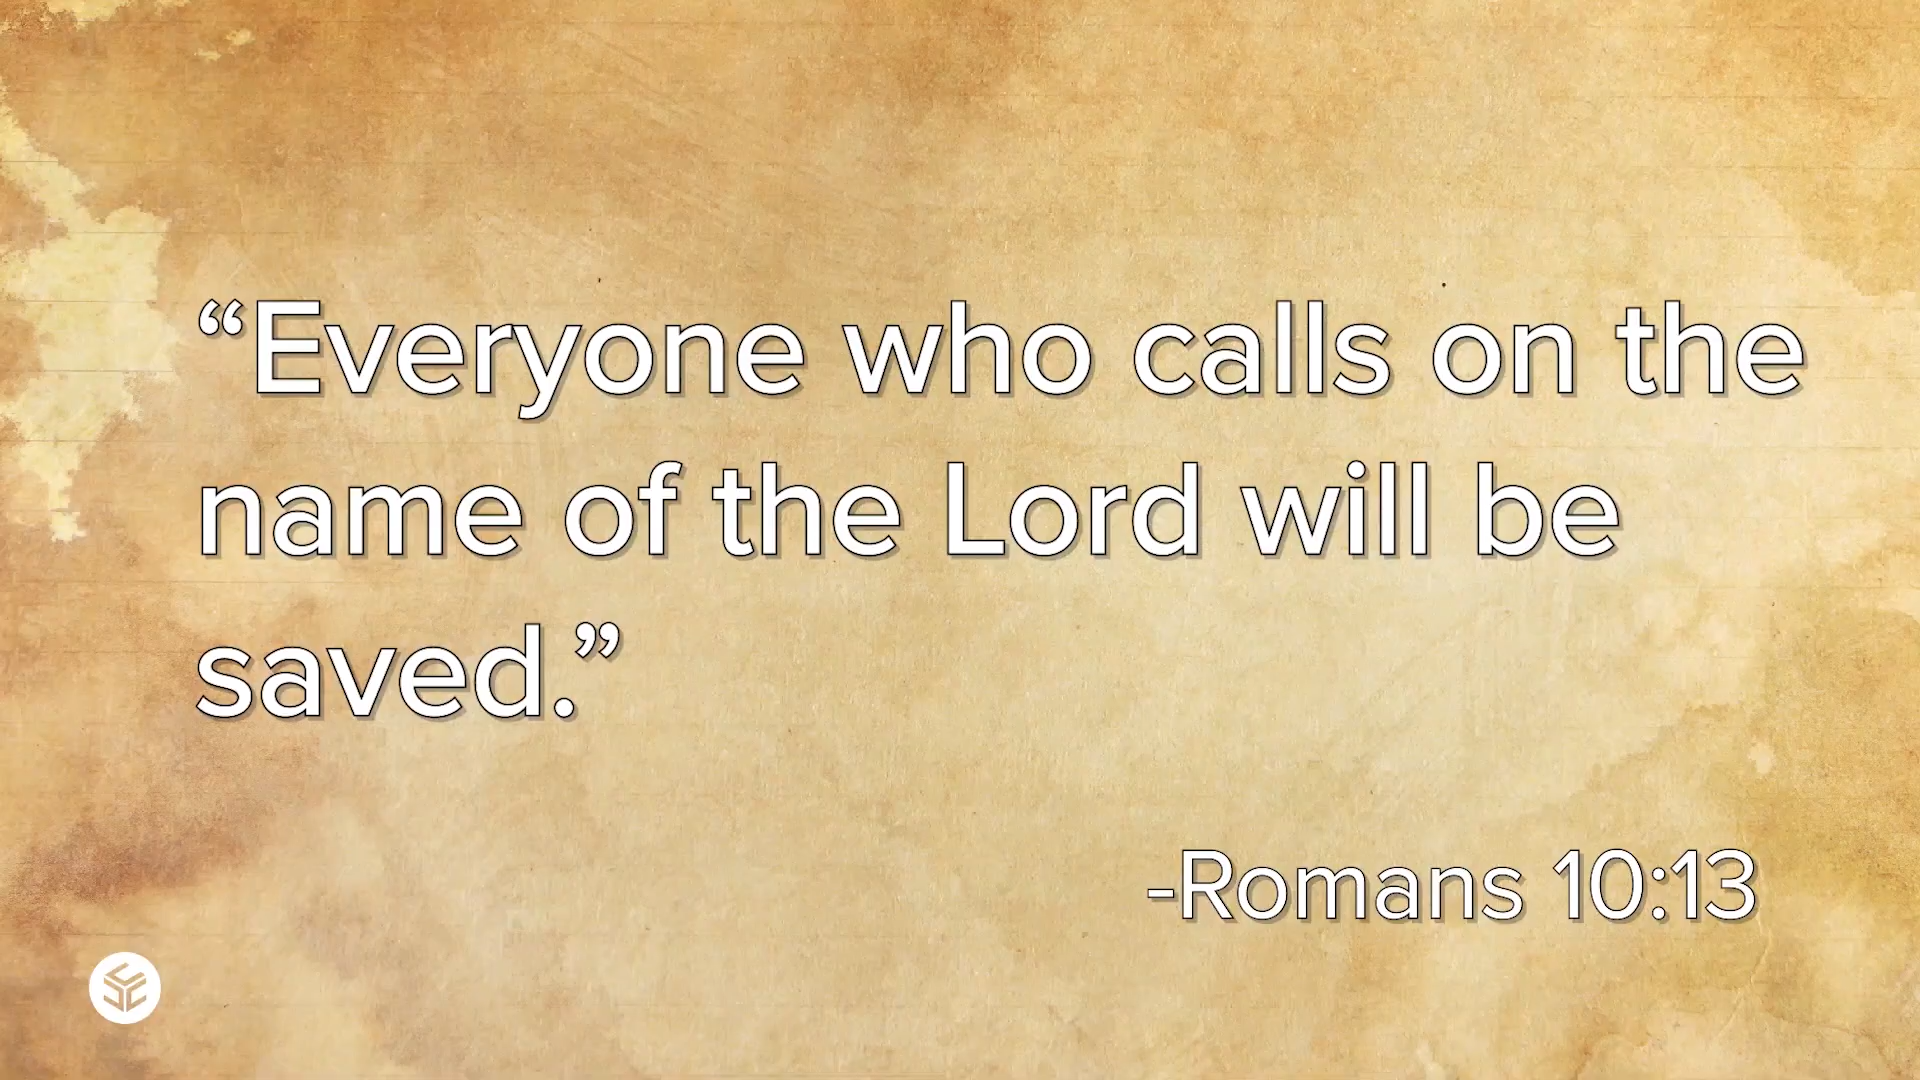 “Everyone who calls on the
name of the Lord will be
saved.”
-Romans 10:13